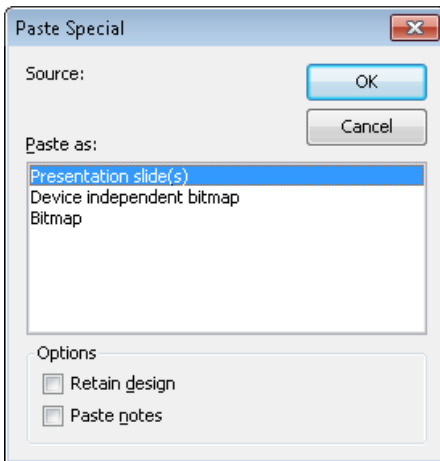 Paste Special
Source:
OK
Cancel
Paste as:
Presentation slide(s)
Device independent bitmap
Bitmap
Options
Retain design
Paste notes